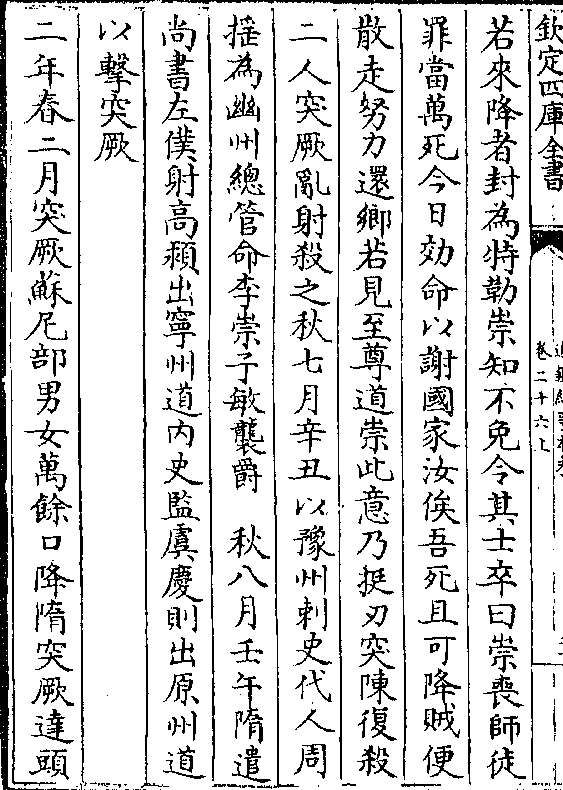 欽定四庫全書
卷二十六上
若來降者封為特勒崇知不免令其士卒曰崇喪師徒
罪當萬死今日効命以謝國家汝俟吾死且可降賊便
散走努力還鄉若見至尊道崇此意乃挺刃突陳復殺
二人突厥亂射殺之秋七月辛丑以豫州刺史代人周
揺為幽州總管命李崇子敏襲爵　秋八月壬午隋遣
尚書左僕射高熲出寧州道内史監虞慶則出原州道
以擊突厥
二年春二月突厥蘇尼部男女萬餘口降隋突厥達頭